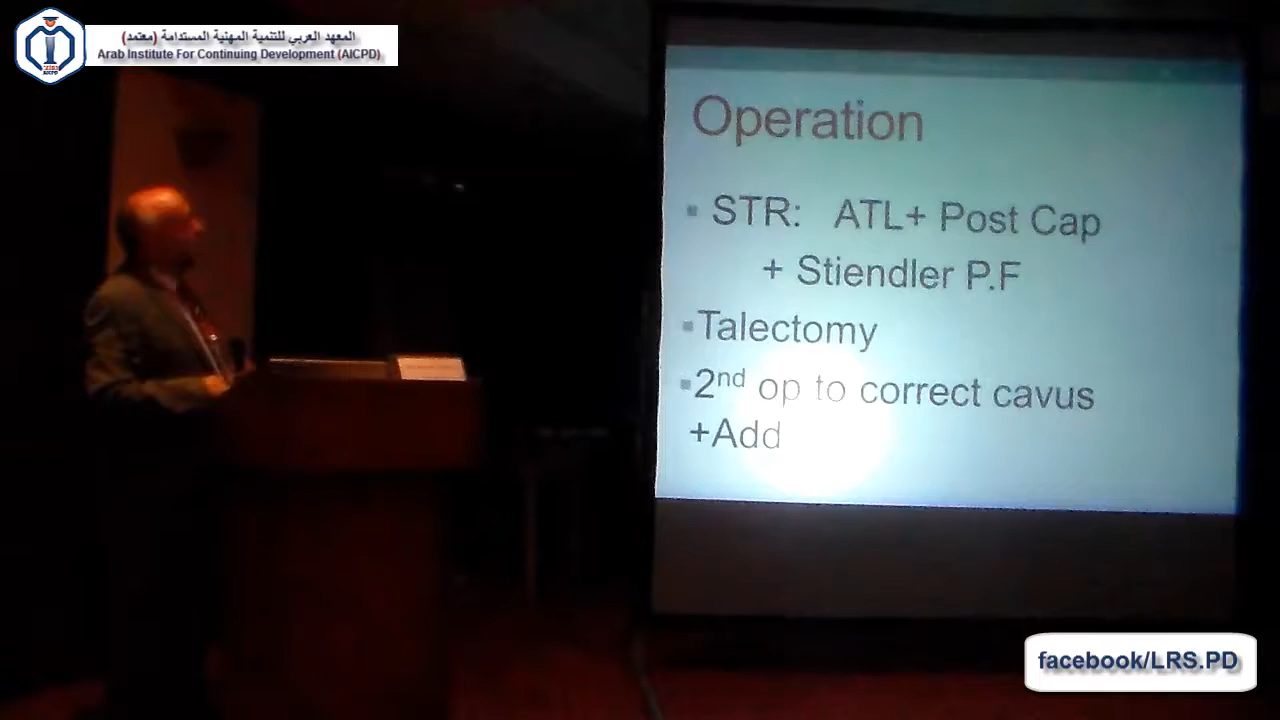 المعهد العربي للتنمية المهنية المستدامة (معتمد)
Arab Institute For Continuing Development (AICPD)
AICPD
Operation
STR: ATL+ Post Cap
+ Stiendler P.F
Talectomy
2nd op to correct cavus
+Add
facebook/LRS.PD